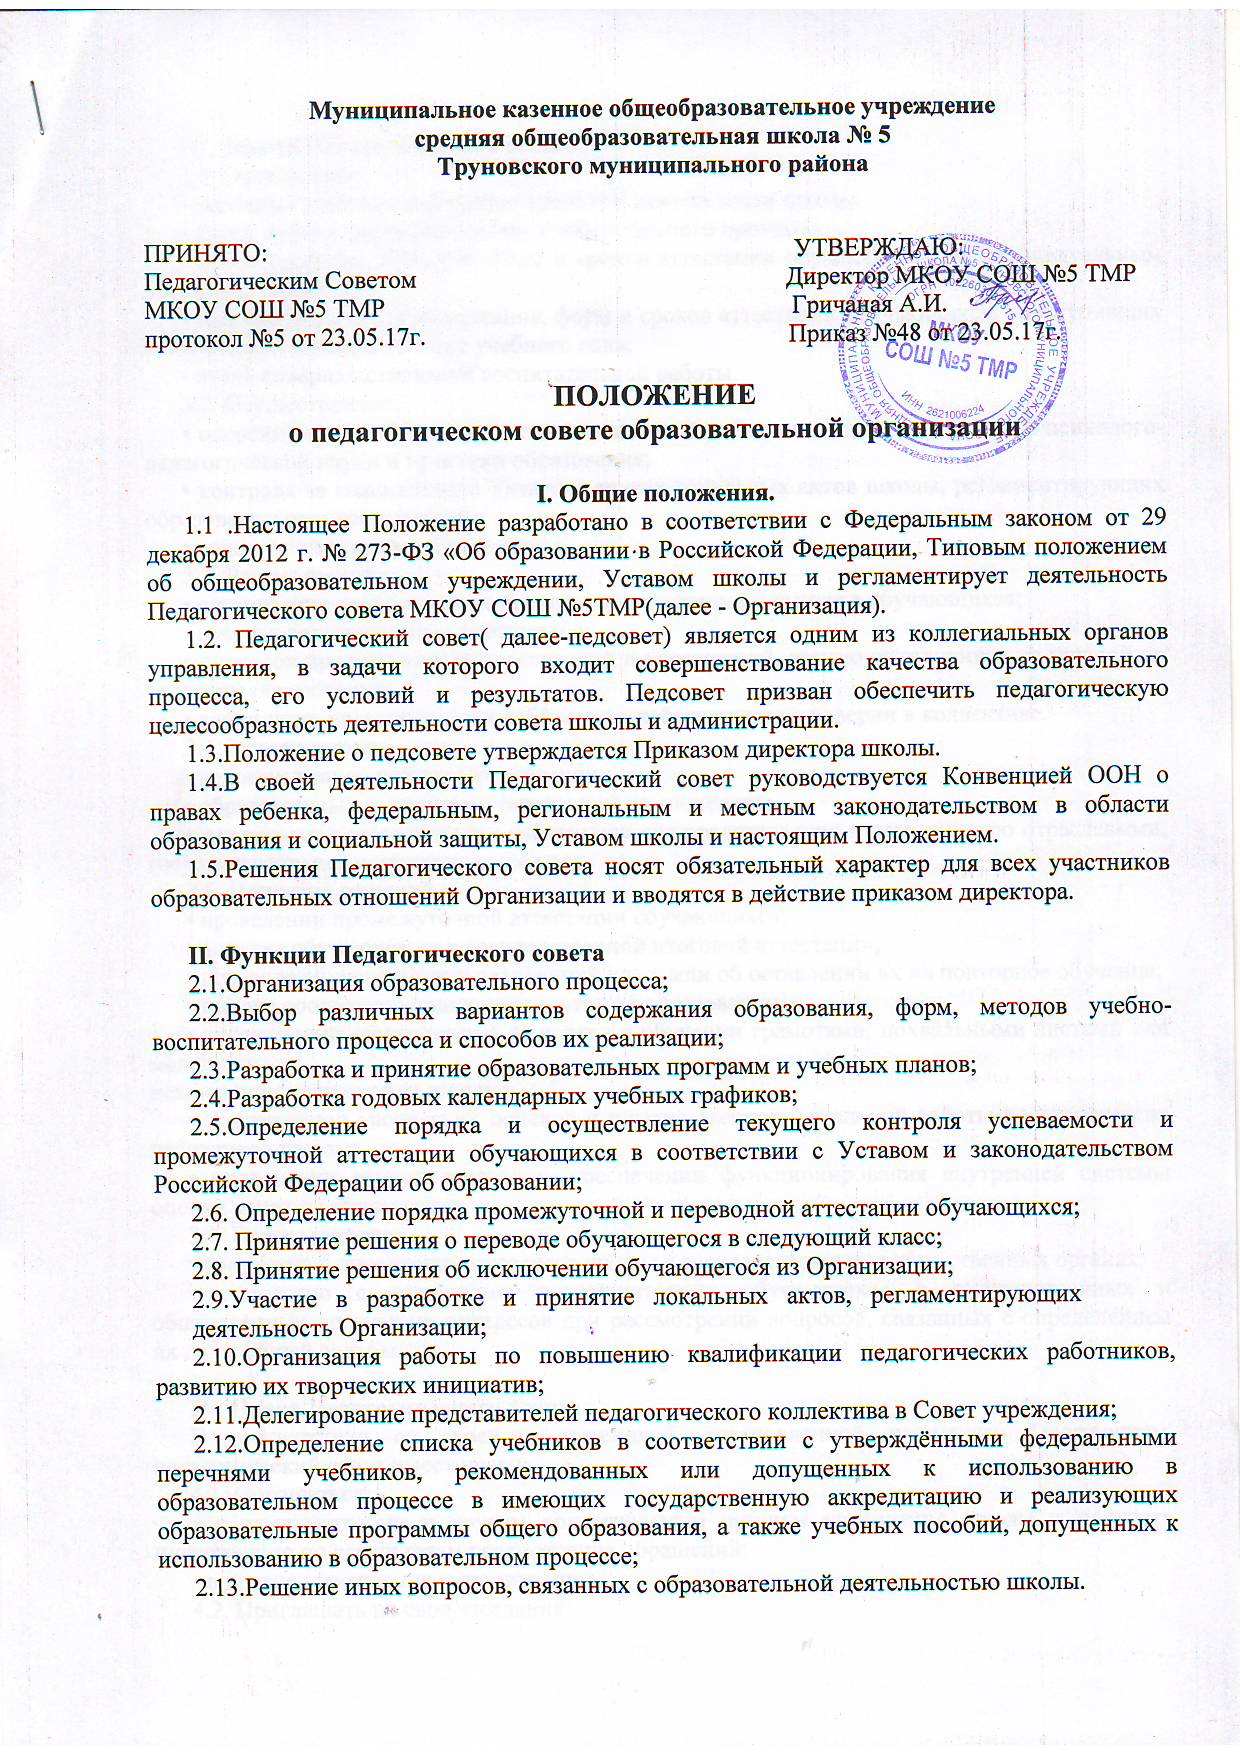 Муниципальное казенное общеобразовательное учреждение
средняя общеобразовательная школа № 5
Труновского муниципального района
ПРИНЯТО:
Педагогическим Советом
МКОУ СОШ №5 ТМР
протокол №5 от 23.05.17г.
УТВЕРЖДАЮ:
Директор МКОУ СОШ №5 ТМР
Гричаная А.И.
Приказ №48 от 23.05.17г.
МКОУ
СОШ №5 ТМР
ИНН 2621006224
ПОЛОЖЕНИЕ
о педагогическом совете образовательной организации
I. Общие положения.
1.1 .Настоящее Положение разработано в соответствии с Федеральным законом от 29
декабря 2012 г. № 273-ФЗ «Об образовании в Российской Федерации, Типовым положением
об общеобразовательном учреждении, Уставом школы и регламентирует деятельность
Педагогического совета МКОУ СОШ №5ТМР(далее - Организация).
1.2. Педагогический совет( далее-педсовет) является одним из коллегиальных органов
управления, в задачи которого входит совершенствование качества образовательного
процесса, его условий и результатов. Педсовет призван обеспечить педагогическую
целесообразность деятельности совета школы и администрации.
1.3.Положение о педсовете утверждается Приказом директора школы.
1.4.В своей деятельности Педагогический совет руководствуется Конвенцией ООН о
правах ребенка, федеральным, региональным и местным законодательством в области
образования и социальной защиты, Уставом школы и настоящим Положением.
1.5.Решения Педагогического совета носят обязательный характер для всех участников
образовательных отношений Организации и вводятся в действие приказом директора.
II. Функции Педагогического совета
2.1.Организация образовательного процесса;
2.2.Выбор различных вариантов содержания образования, форм, методов учебно-
воспитательного процесса и способов их реализации;
2.3.Разработка и принятие образовательных программ и учебных планов;
2.4.Разработка годовых календарных учебных графиков;
2.5.Определение порядка и осуществление текущего контроля успеваемости и
промежуточной аттестации обучающихся в соответствии с Уставом и законодательством
Российской Федерации об образовании;
2.6. Определение порядка промежуточной и переводной аттестации обучающихся;
2.7. Принятие решения о переводе обучающегося в следующий класс;
2.8. Принятие решения об исключении обучающегося из Организации;
2.9.Участие в разработке и принятие локальных актов, регламентирующих
деятельность Организации;
2.10.Организация работы по повышению квалификации педагогических работников,
развитию их творческих инициатив;
2.11.Делегирование представителей педагогического коллектива в Совет учреждения;
2.12.Определение списка учебников в соответствии с утверждёнными федеральными
перечнями учебников, рекомендованных или допущенных к использованию в
образовательном процессе в имеющих государственную аккредитацию и реализующих
образовательные программы общего образования, а также учебных пособий, допущенных к
использованию в образовательном процессе;
2.13.Решение иных вопросов, связанных с образовательной деятельностью школы.